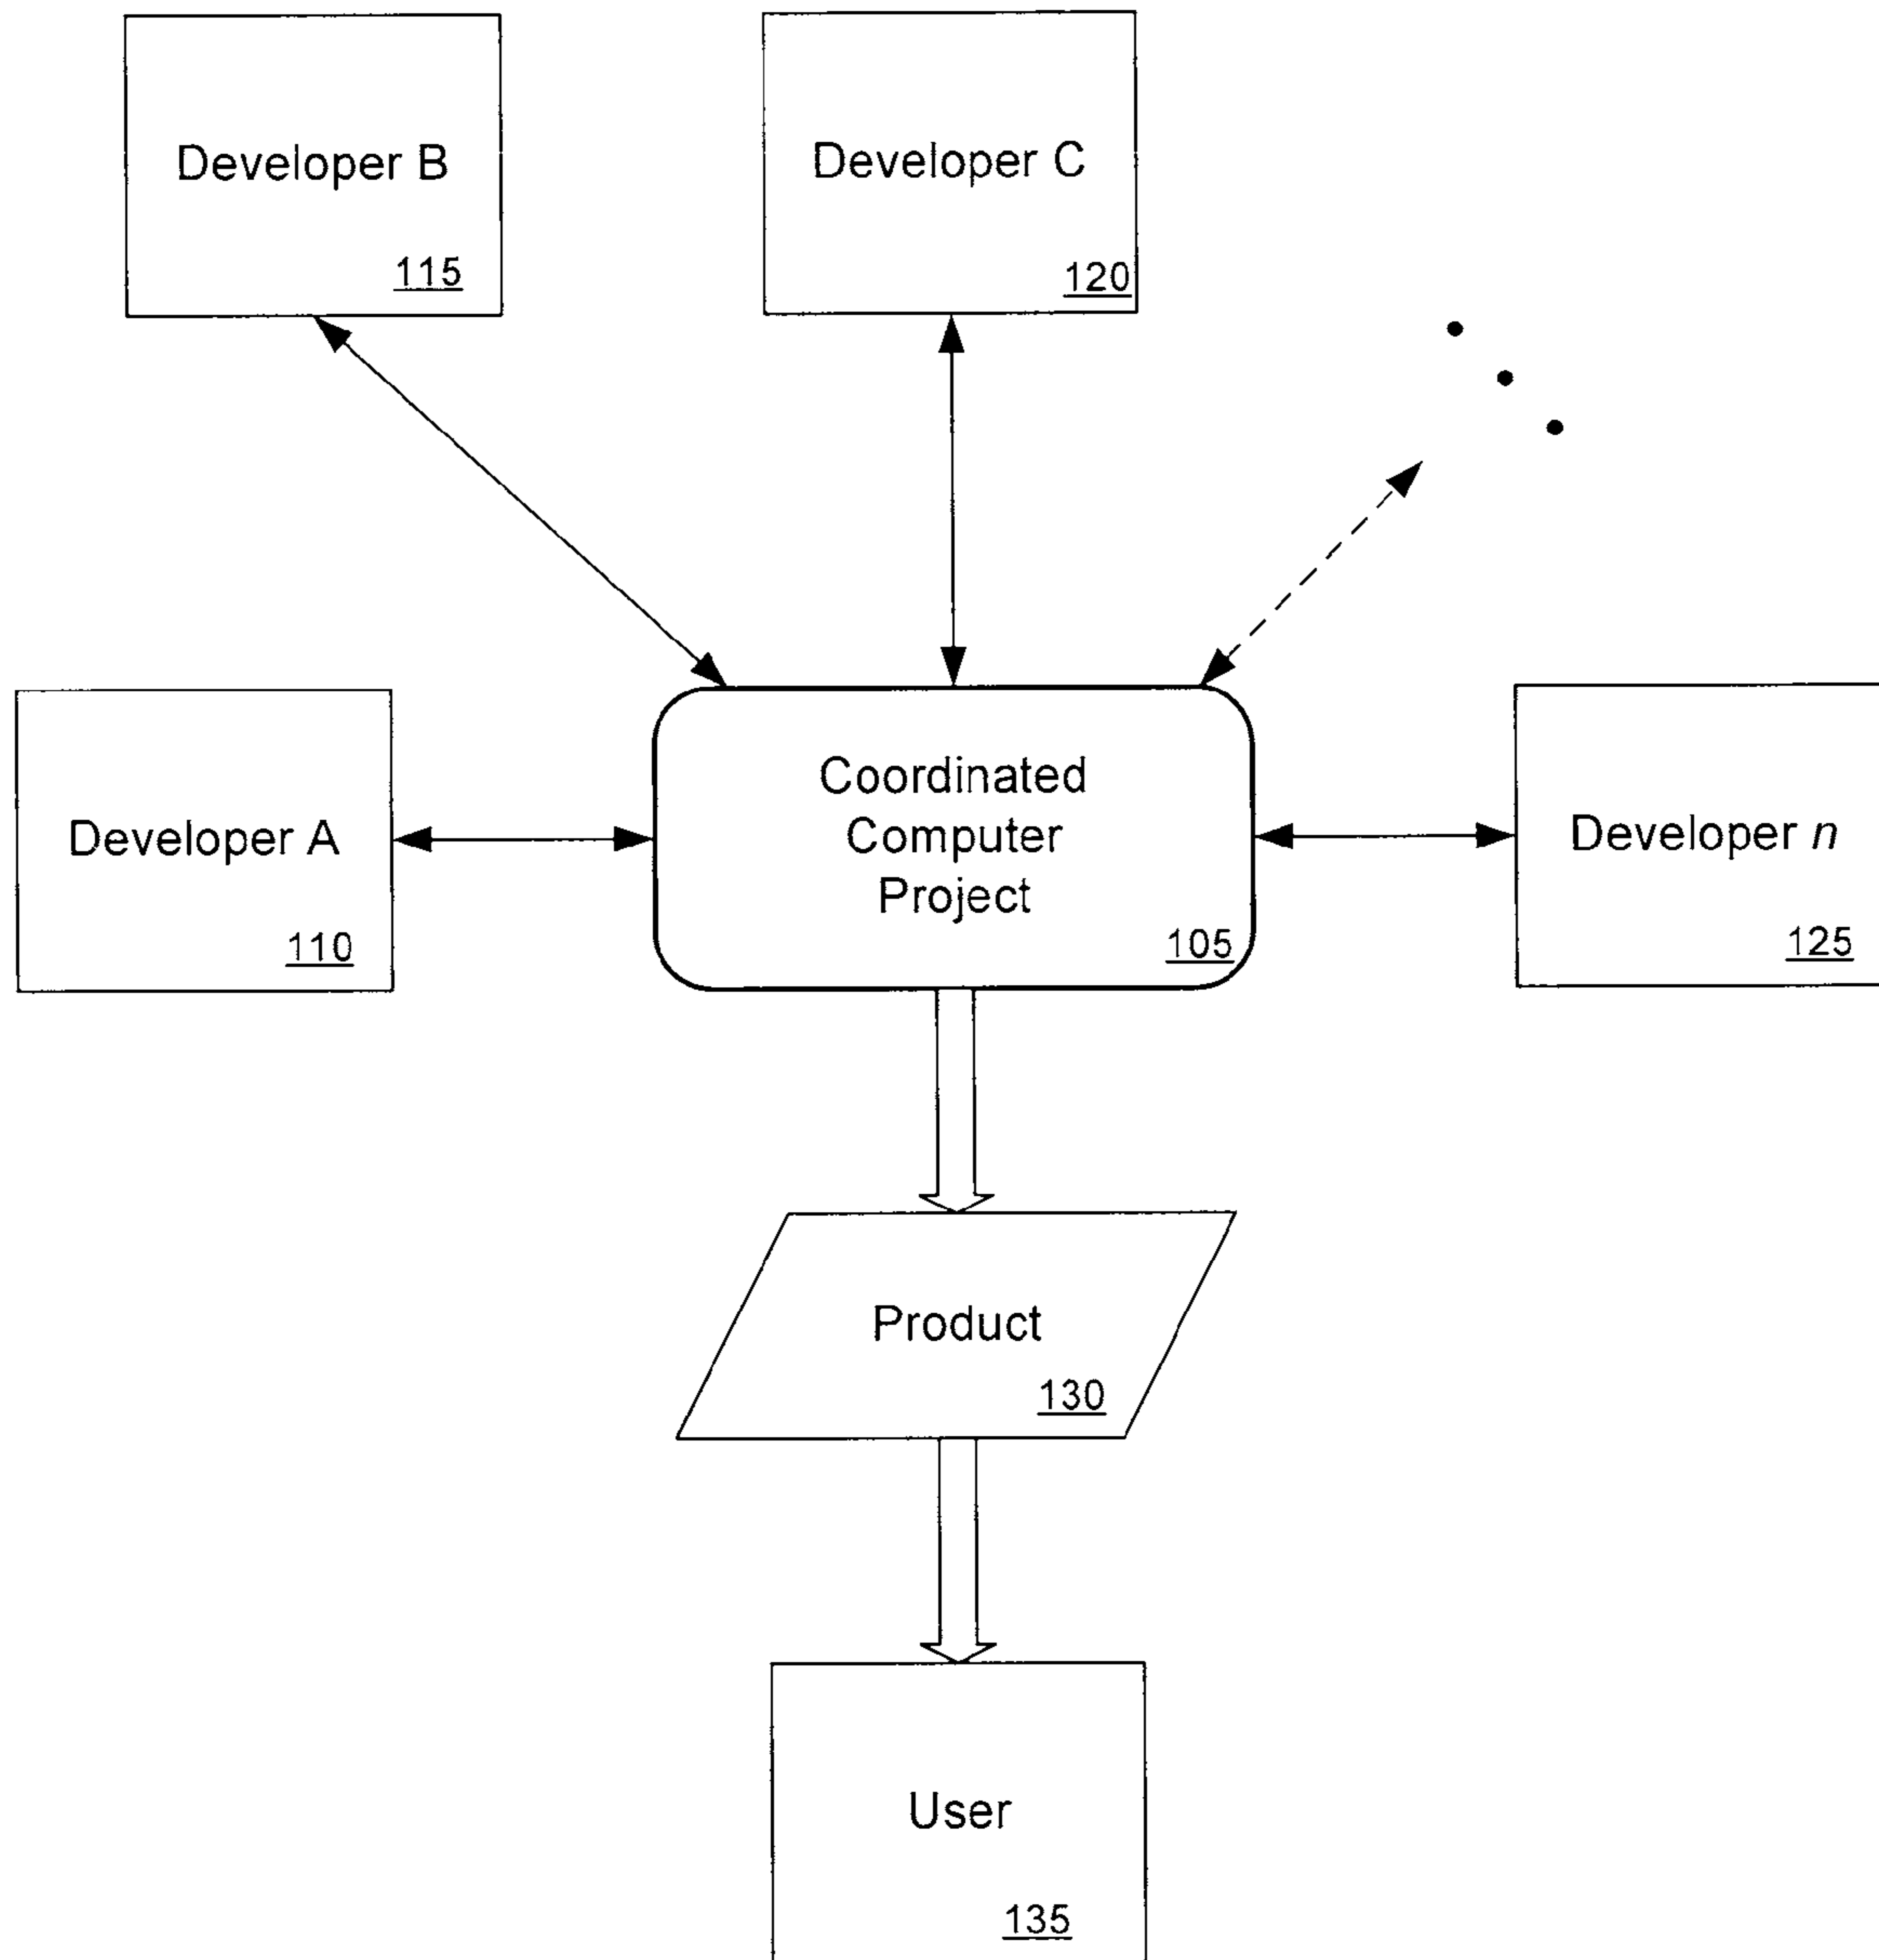 Developer B
115
Developer C
120
Developer A
110
Coordinated
Computer
Project
105
Developer n
125
Product
130
User
135